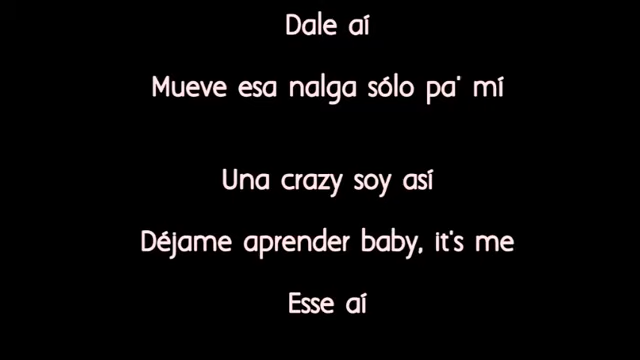 Dale aí
Mueve esa nalga sólo pa' mí
Una crazy soy así
Déjame aprender baby, it's me
Esse aí